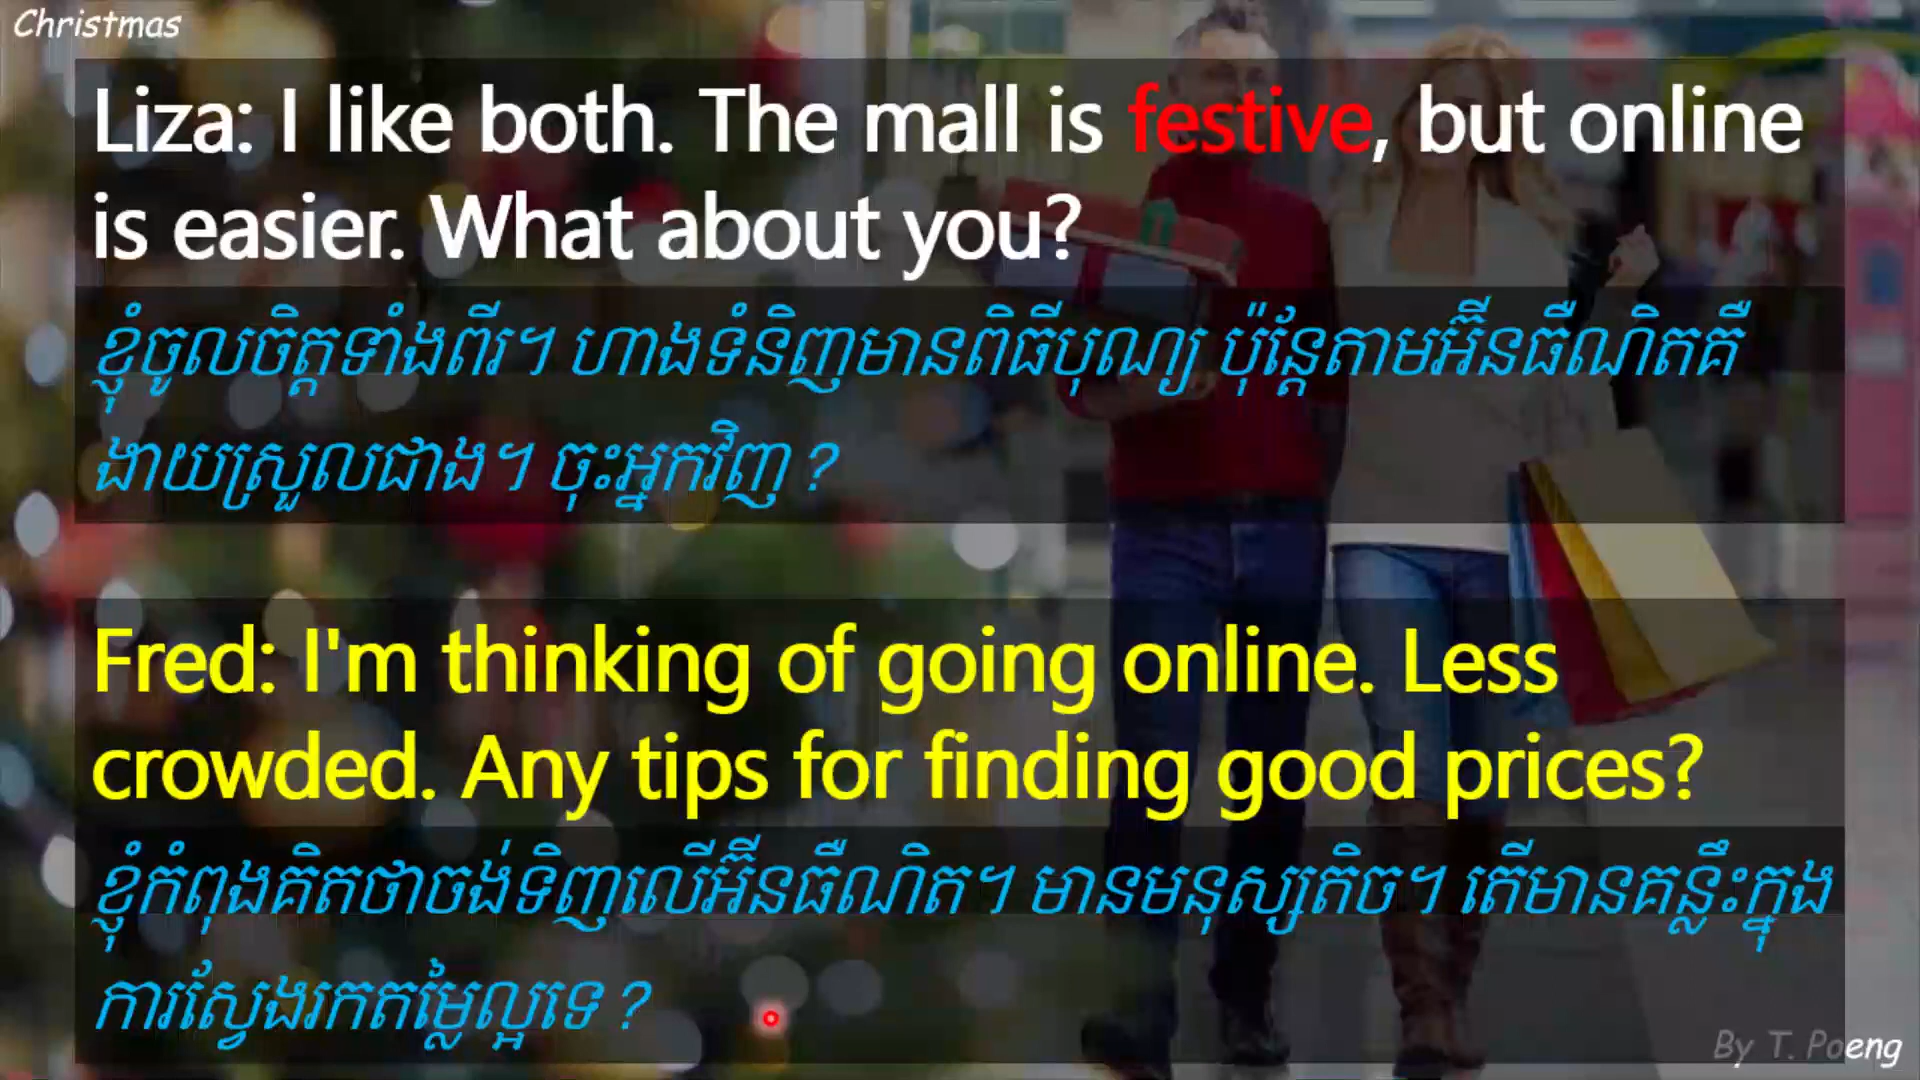 Christmas
Liza: I like both. The mall is festive, but online
is easier. What about you?
ខ្ញុំចូលចិត្តទាំងពីរ។ ហាងទំនិញមានពិធីបុណ្យ ប៉ុន្តែតាមអ៊ីនធឺណិតគឺ
ងាយស្រួលជាង។ ចុះអ្នកវិញ ?
Fred: I'm thinking of going online. Less
crowded. Any tips for finding good prices?
ខ្ញុំកំពុងគិតថាចង់ទិញលើអ៊ីនធឺណិត។ មានមនុស្សតិច។ តើមានគន្លឹះក្នុង
ការស្វែងរកតម្លៃល្អទេ ?
By T. Poeng